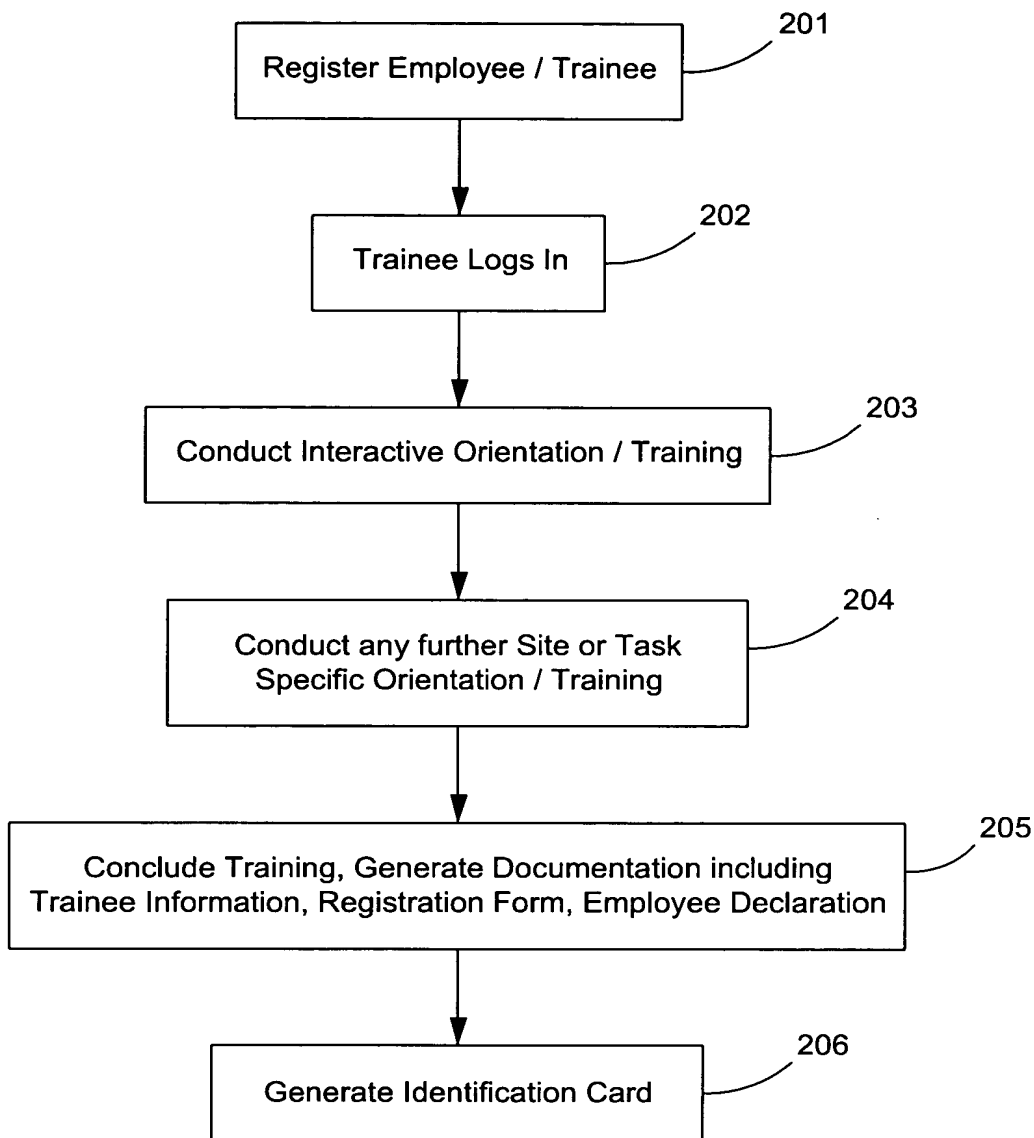 201
Register Employee / Trainee
202
Trainee Logs In
203
Conduct Interactive Orientation / Training
204
Conduct any further Site or Task
Specific Orientation / Training
205
Conclude Training, Generate Documentation including
Trainee Information, Registration Form, Employee Declaration
206
Generate Identification Card